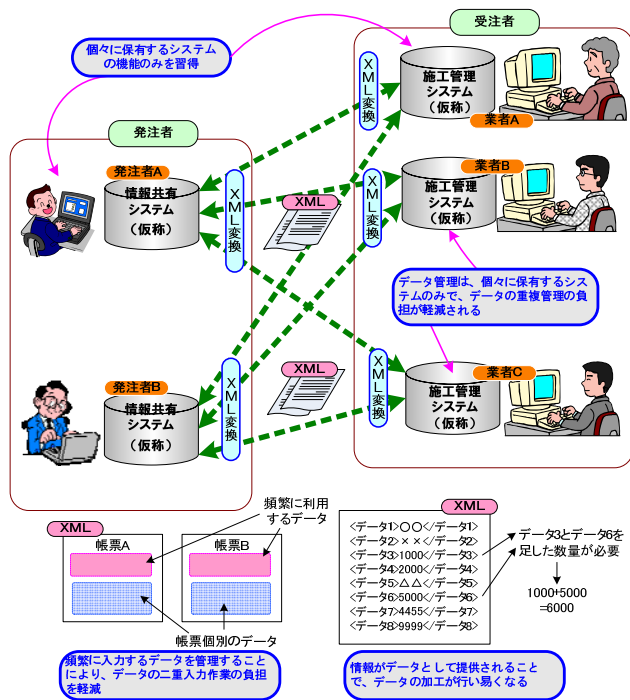 個々に保有するシステム
の機能のみを習得
受注者
発注者
XML変換
施工管理
システム
(仮称)
業者A
発注者A
情報共有
システム
(仮称)
XML変換
XML
XML変換
業者B
施工管理
システム
(仮称)
データ管理は、個々に保有するシス
テムのみで、データの重複管理の負
担が軽減される
発注者B
情報共有
システム
(仮称)
XML変換
XML
XML変換
業者C
施工管理
システム
(仮称)
XML
帳票A
帳票B
頻繁に利用
するデータ
帳票個別のデータ
頻繁に入力するデータを管理すること
により、データの二重入力作業の負担
を軽減
XML
<データ1>○○</データ1>
<データ2>××</データ2>
<データ3>1000</データ3>
<データ4>2000</データ4>
<データ5>△△</データ5>
<データ6>5000</データ6>
<データ7>4455</データ7>
<データ8>9999</データ8>
データ3とデータ6を
足した数量が必要
1000+5000
=6000
情報がデータとして提供されること
で、データの加工が行い易くなる